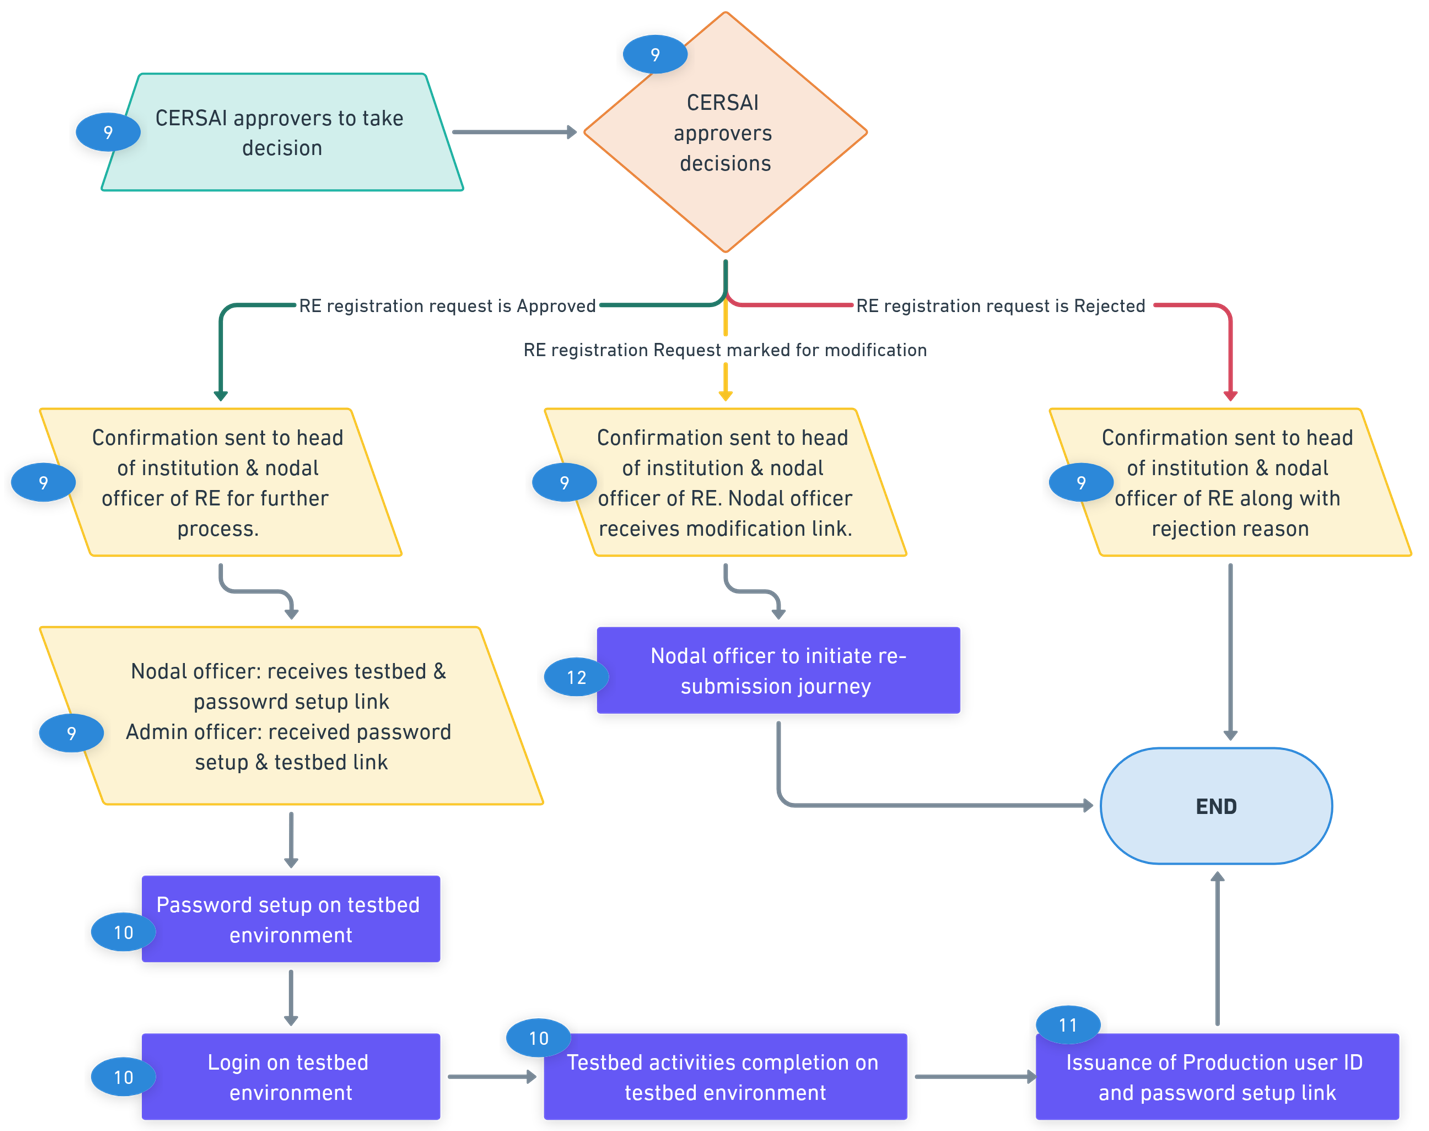 9
CERSAI approvers to take
decision
9
CERSAI
approvers
decisions
RE registration request is Approved
RE registration Request marked for modification
RE registration request is Rejected
9
Confirmation sent to head
of institution & nodal
officer of RE for further
process.
9
Confirmation sent to head
of institution & nodal
officer of RE. Nodal officer
receives modification link.
9
Confirmation sent to head
of institution & nodal
officer of RE along with
rejection reason
9
Nodal officer: receives testbed &
passowrd setup link
Admin officer: received password
setup & testbed link
12
Nodal officer to initiate re-
submission journey
END
10
Password setup on testbed
environment
10
Login on testbed
environment
10
Testbed activities completion on
testbed environment
11
Issuance of Production user ID
and password setup link